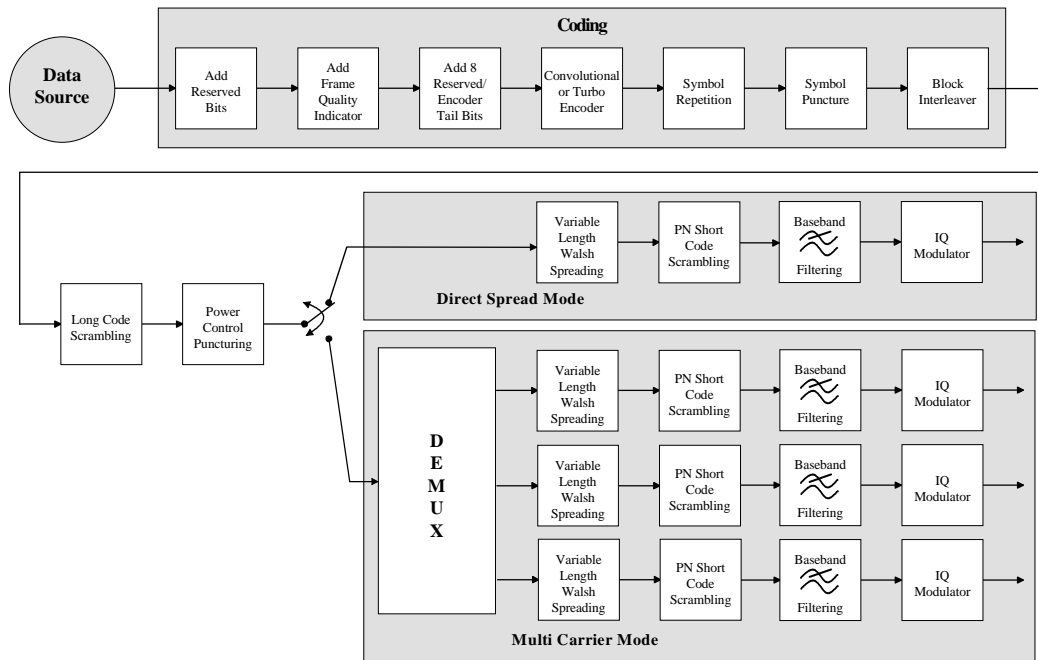 Coding
Data
Source
Add
Reserved
Bits
Add
Frame
Quality
Indicator
Add 8
Reserved/
Encoder
Tail Bits
Convolutional
or Turbo
Encoder
Symbol
Repetition
Symbol
Puncture
Block
Interleaver
Variable
Length
Walsh
Spreading
PN Short
Code
Scrambling
Baseband
Filtering
IQ
Modulator
Direct Spread Mode
Long Code
Scrambling
Power
Control
Puncturing
D
E
M
U
X
Variable
Length
Walsh
Spreading
PN Short
Code
Scrambling
Baseband
Filtering
IQ
Modulator
Variable
Length
Walsh
Spreading
PN Short
Code
Scrambling
Baseband
Filtering
IQ
Modulator
Variable
Length
Walsh
Spreading
PN Short
Code
Scrambling
Baseband
Filtering
IQ
Modulator
Multi Carrier Mode